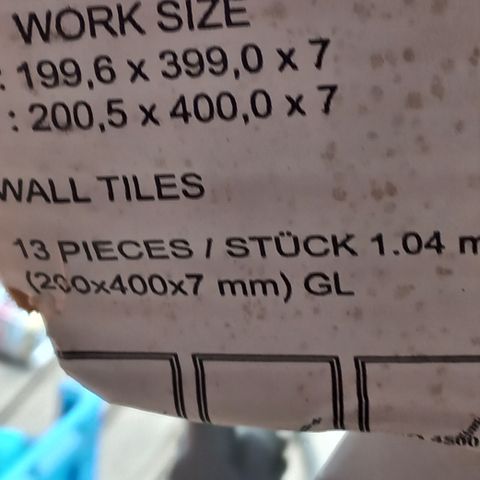 WORK SIZE
: 199,6 x 399,0 x 7
: 200,5 x 400,0 x 7
WALL TILES
13 PIECES / STÜCK 1.04 m
(200x400x7 mm) GL
4500